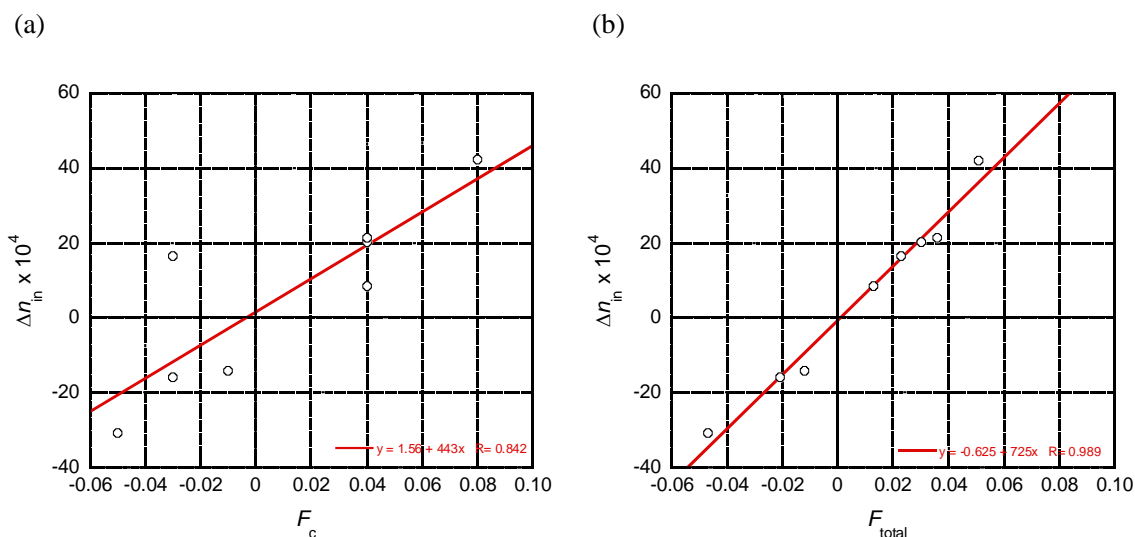 (a)
(b)
60
40
20
0
-20
-40
Δn_in x 10^4
-0.06 -0.04 -0.02 0 0.02 0.04 0.06 0.08 0.10
F_c
y = 1.56 + 443x R= 0.842
60
40
20
0
-20
-40
Δn_in x 10^4
-0.06 -0.04 -0.02 0 0.02 0.04 0.06 0.08 0.10
F_total
y = -0.625 + 725x R= 0.989